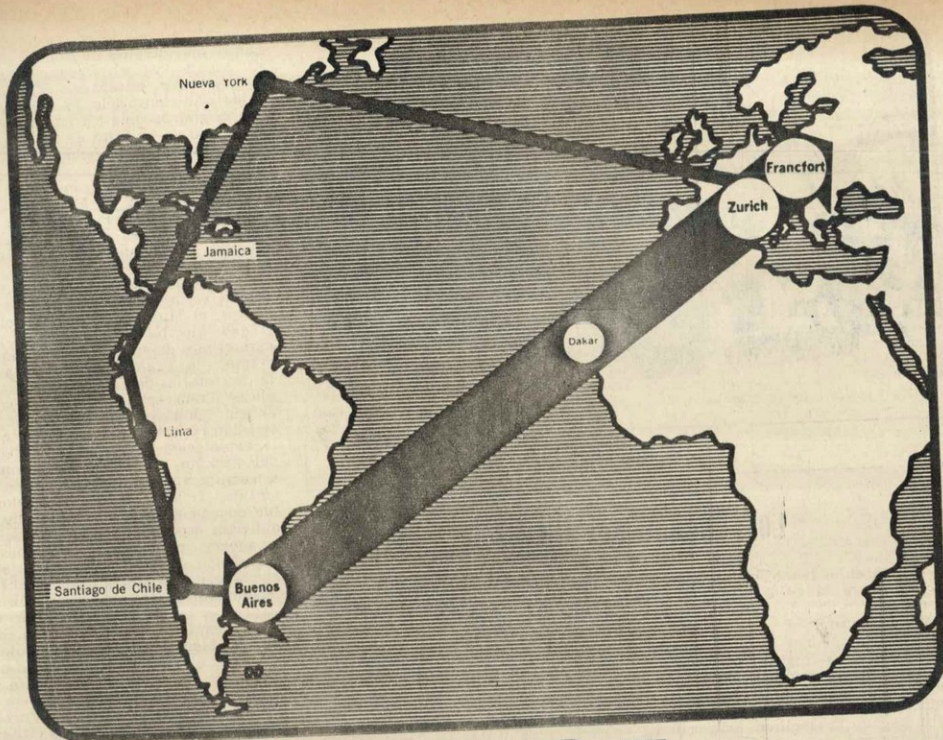 Nueva York
Francfort
Zurich
Jamaica
Dakar
Lima
Santiago de Chile
Buenos
Aires